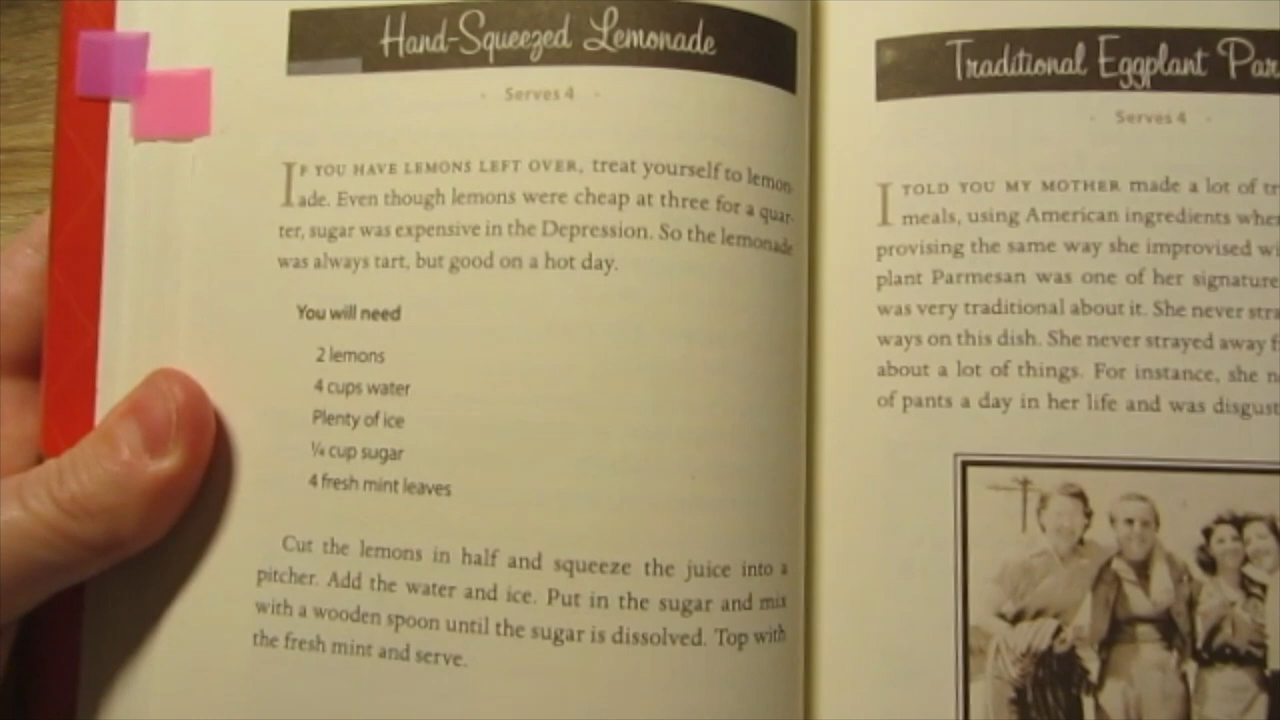 Hand-Squeezed Lemonade
Serves 4
IF YOU HAVE LEMONS LEFT OVER, treat yourself to lemon-
ade. Even though lemons were cheap at three for a quar-
ter, sugar was expensive in the Depression. So the lemonade
was always tart, but good on a hot day.
You will need
2 lemons
4 cups water
Plenty of ice
¼ cup sugar
4 fresh mint leaves
Cut the lemons in half and squeeze the juice into a
pitcher. Add the water and ice. Put in the sugar and mix
with a wooden spoon until the sugar is dissolved. Top with
the fresh mint and serve.
Traditional Eggplant
Serves 4
I TOLD YOU MY MOTHER made a lot of
meals, using American ingredients
provising the same way she improvised
plant Parmesan was one of her signature
was very traditional about it. She never
ways on this dish. She never strayed away
about a lot of things. For instance, she
of pants a day in her life and was